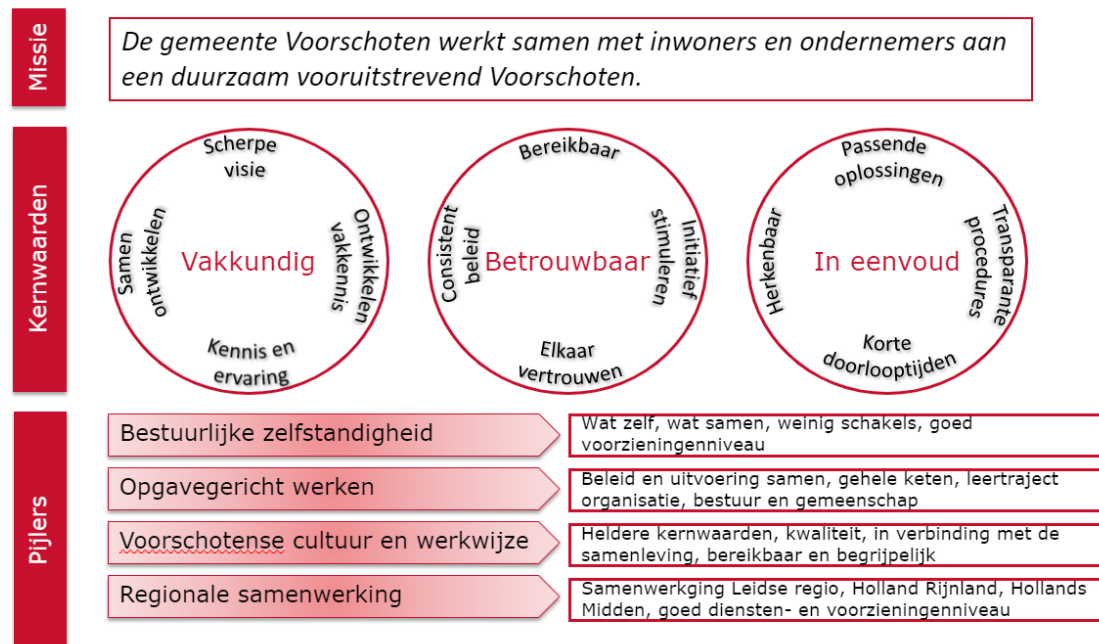 Missie
De gemeente Voorschoten werkt samen met inwoners en ondernemers aan
een duurzaam vooruitstrevend Voorschoten.
Kernwaarden
Scherpe
visie
Samen
ontwikkelen
Vakkundig
Ontwikkelen
vakkennis
Kennis en
ervaring
Bereikbaar
Consistent
beleid
Betrouwbaar
Initiatief
stimuleren
Elkaar
vertrouwen
Passende
oplossingen
Herkenbaar
In eenvoud
Transparante
procedures
Korte
doorlooptijden
Pijlers
Bestuurlijke zelfstandigheid
Wat zelf, wat samen, weinig schakels, goed
voorzieningenniveau
Opgavegericht werken
Beleid en uitvoering samen, gehele keten, leertraject
organisatie, bestuur en gemeenschap
Voorschotense cultuur en werkwijze
Heldere kernwaarden, kwaliteit, in verbinding met de
samenleving, bereikbaar en begrijpelijk
Regionale samenwerking
Samenwerkging Leidse regio, Holland Rijnland, Hollands
Midden, goed diensten- en voorzieningenniveau